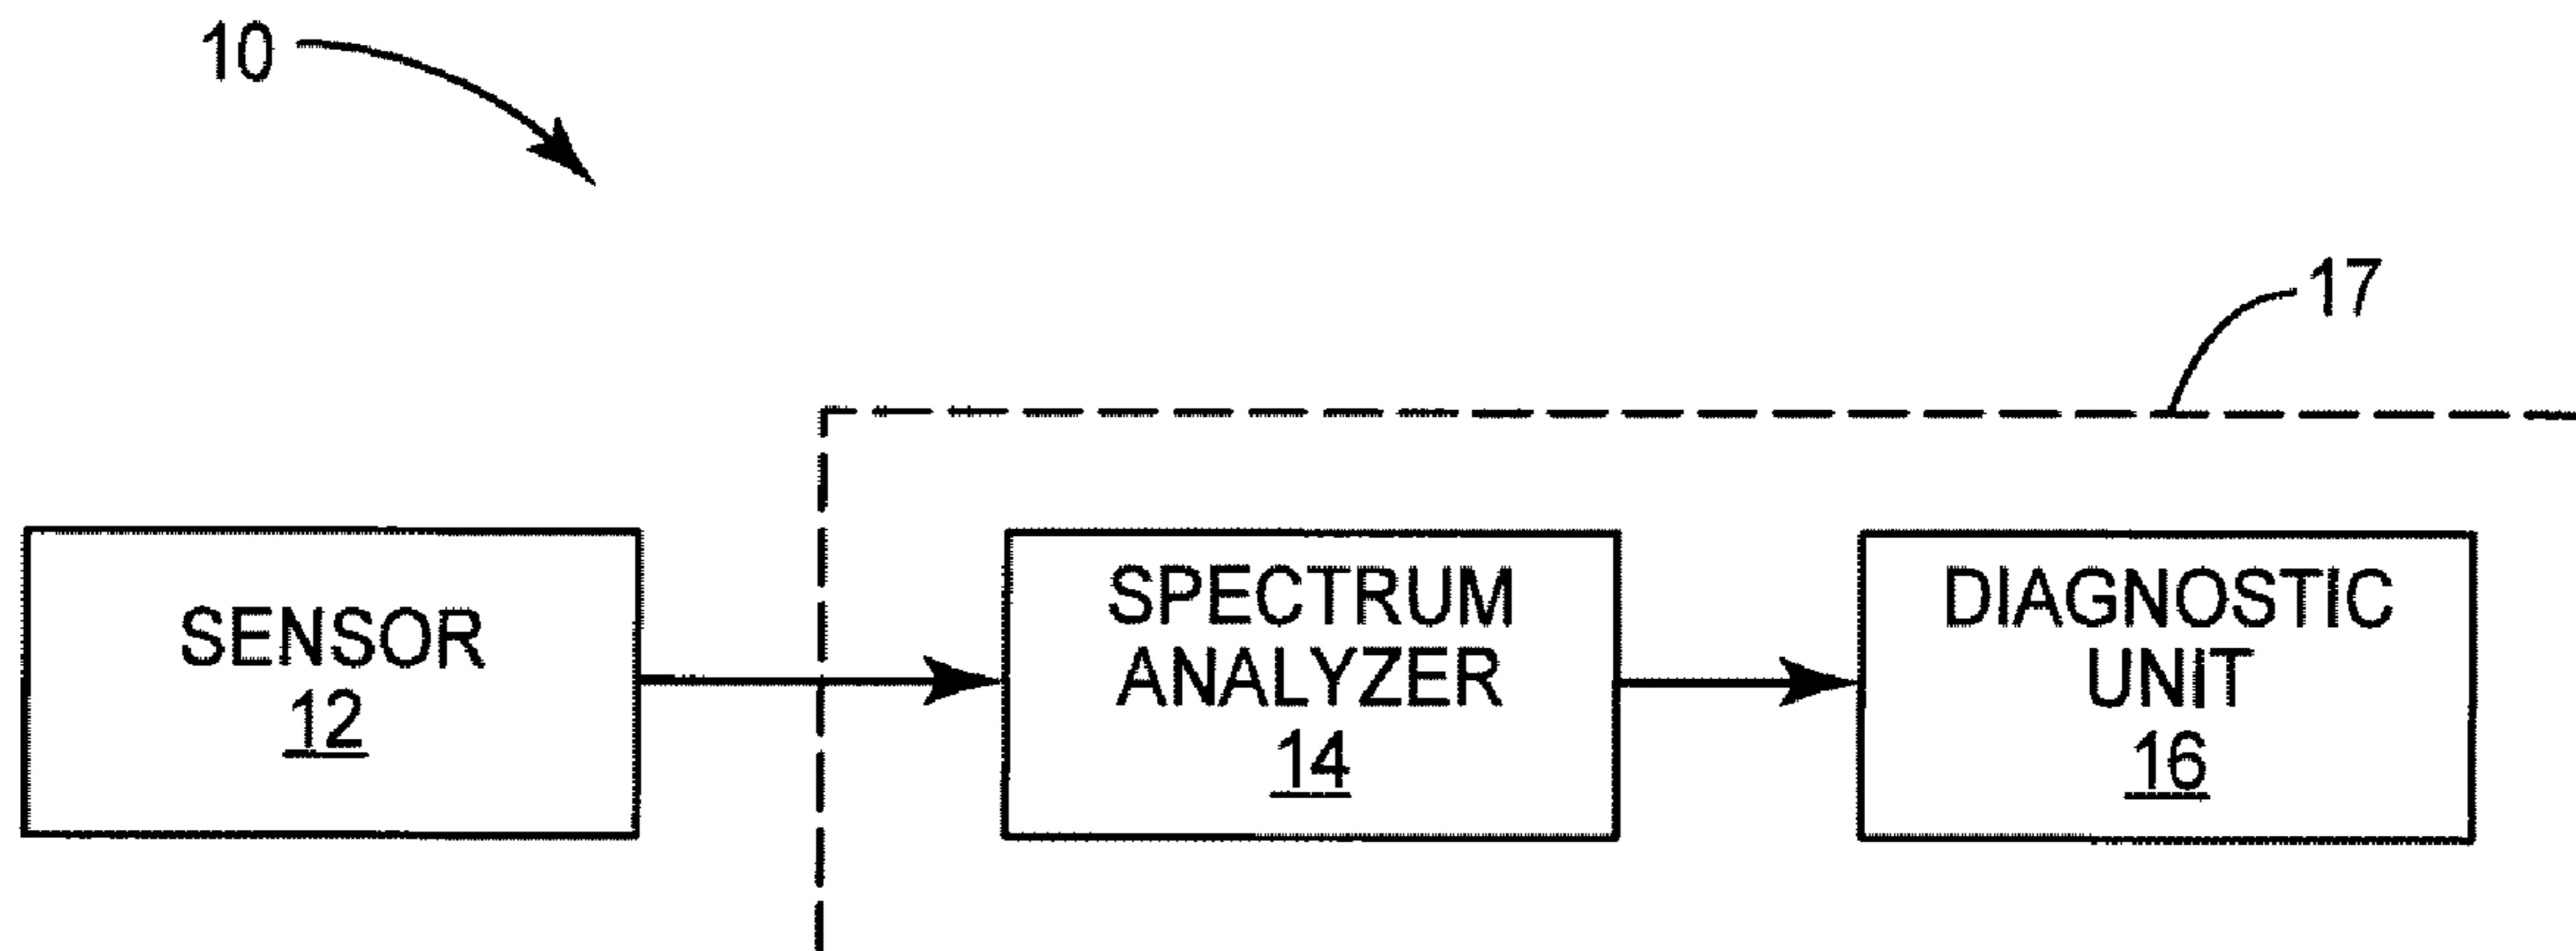 10
17
SENSOR
12
SPECTRUM
ANALYZER
14
DIAGNOSTIC
UNIT
16